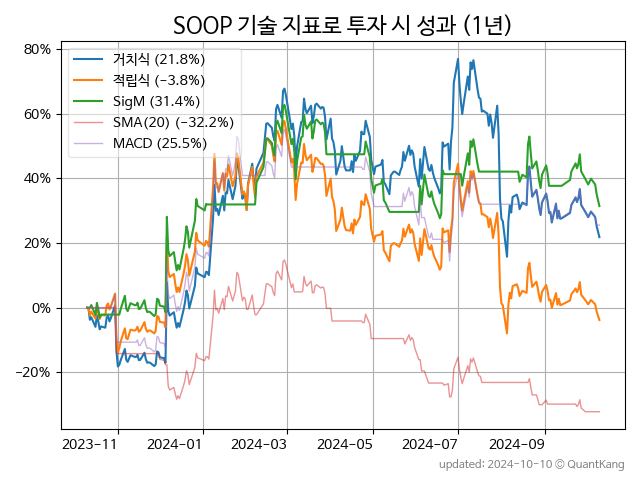 SOOP 기술 지표로 투자 시 성과 (1년)
80%
60%
40%
20%
0%
−20%
거치식 (21.8%)
적립식 (−3.8%)
SigM (31.4%)
SMA(20) (−32.2%)
MACD (25.5%)
2023−11
2024−01
2024−03
2024−05
2024−07
2024−09
updated: 2024-10-10 © QuantKang